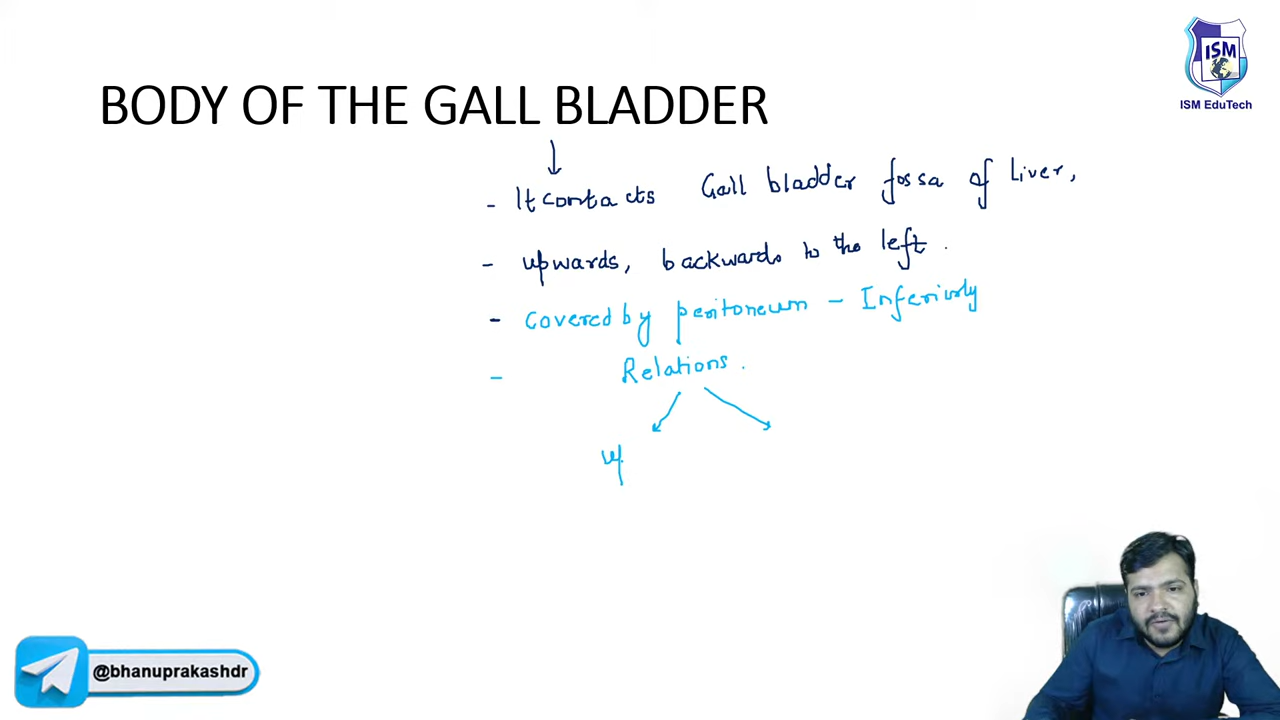 ISM
ISM EduTech
BODY OF THE GALL BLADDER
- It contacts Gall bladder fossa of Liver,
- upwards, backwards to the left.
- covered by peritoneum - Inferiorly
- Relations.
up
@bhanuprakashdr